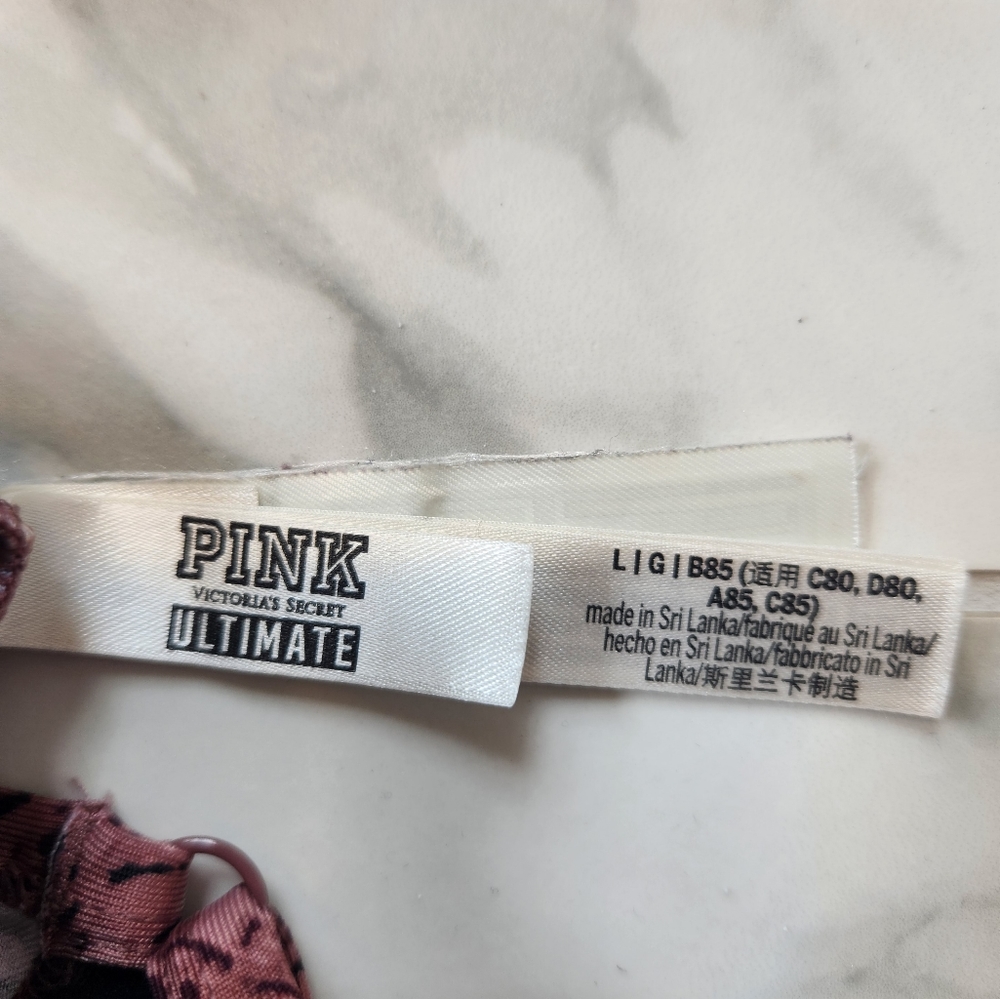 PINK
VICTORIA'S SECRET
ULTIMATE
L | G | B85 (适用 C80, D80,
A85, C85)
made in Sri Lanka/fabriqué au Sri Lanka/
hecho en Sri Lanka/fabbricato in Sri
Lanka/斯里兰卡制造